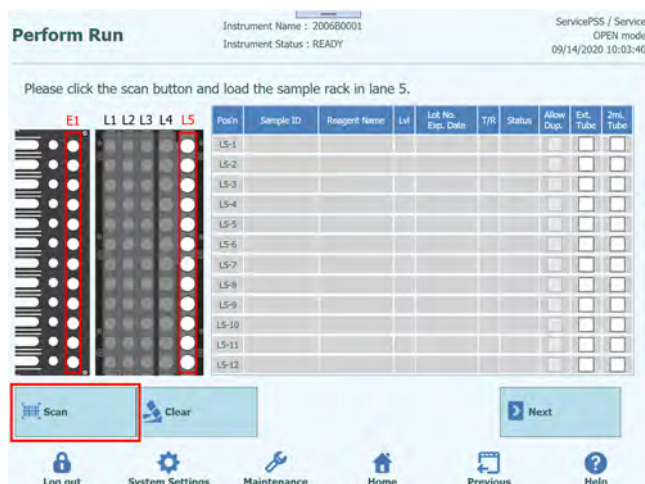 Perform Run
Instrument Name : 2006B0001
Instrument Status : READY
ServicePSS / Service
OPEN mode
09/14/2020 10:03:40
Please click the scan button and load the sample rack in lane 5.
E1 L1 L2 L3 L4 L5
Pos'n Sample ID Reagent Name Lvl Lot No. Exp. Date T/R Status Allow Dup. Ext. Tube 2mL Tube
L5-1
L5-2
L5-3
L5-4
L5-5
L5-6
L5-7
L5-8
L5-9
L5-10
L5-11
L5-12
Scan Clear Next
Log out System Settings Maintenance Home Previous Help